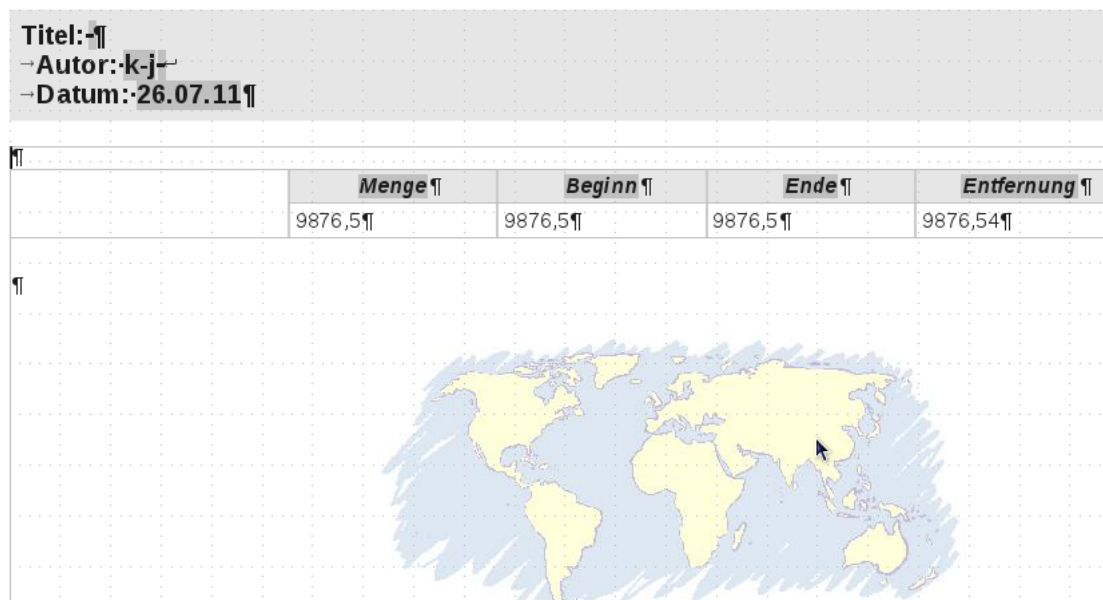 Titel:-¶
→Autor:·k-j-↵
→Datum:·26.07.11¶
¶
Menge¶ Beginn¶ Ende¶ Entfernung¶
9876,5¶ 9876,5¶ 9876,5¶ 9876,54¶
¶